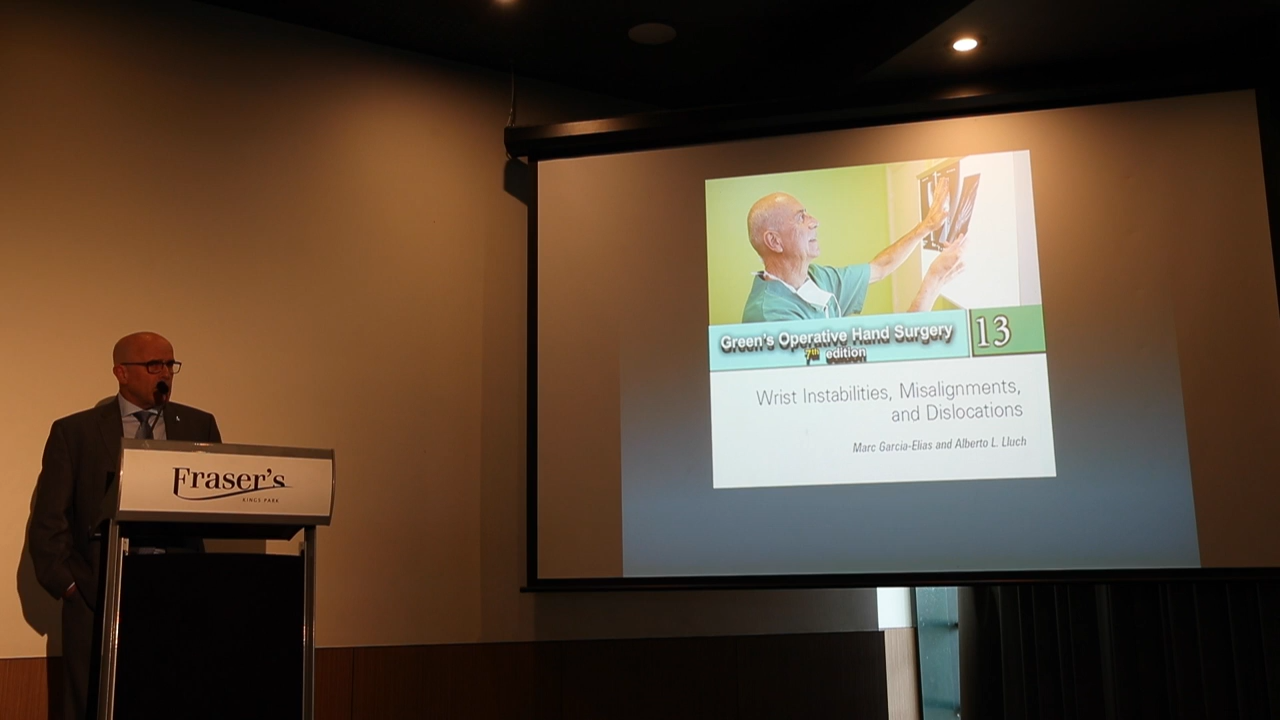 Fraser's
KINGS PARK
Green's Operative Hand Surgery
7th edition
13
Wrist Instabilities, Misalignments,
and Dislocations
Marc Garcia-Elias and Alberto L. Lluch